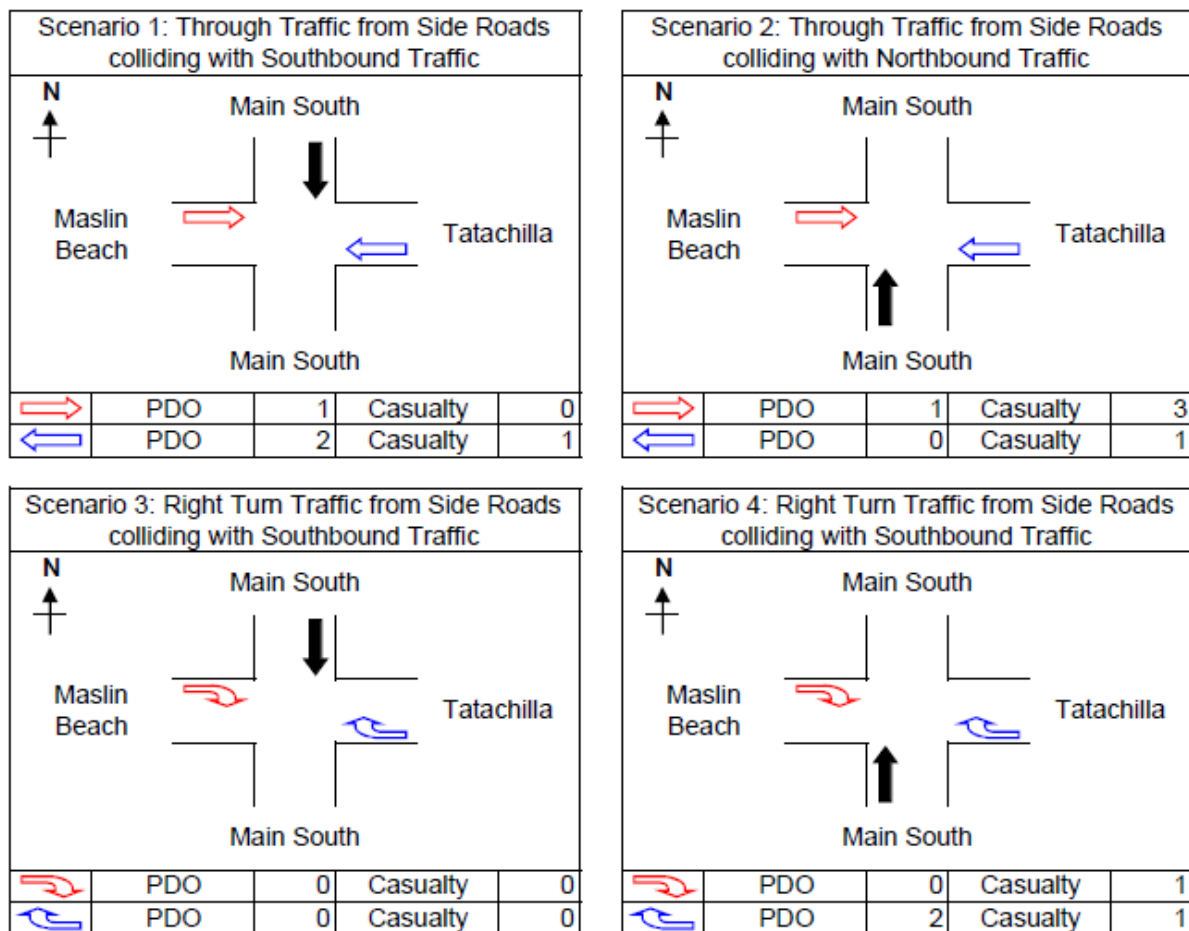 Scenario 1: Through Traffic from Side Roads
colliding with Southbound Traffic
N
Main South
Maslin
Beach
Tatachilla
Main South
PDO 1 Casualty 0
PDO 2 Casualty 1
Scenario 2: Through Traffic from Side Roads
colliding with Northbound Traffic
N
Main South
Maslin
Beach
Tatachilla
Main South
PDO 1 Casualty 3
PDO 0 Casualty 1
Scenario 3: Right Turn Traffic from Side Roads
colliding with Southbound Traffic
N
Main South
Maslin
Beach
Tatachilla
Main South
PDO 0 Casualty 0
PDO 0 Casualty 0
Scenario 4: Right Turn Traffic from Side Roads
colliding with Southbound Traffic
N
Main South
Maslin
Beach
Tatachilla
Main South
PDO 0 Casualty 1
PDO 2 Casualty 1